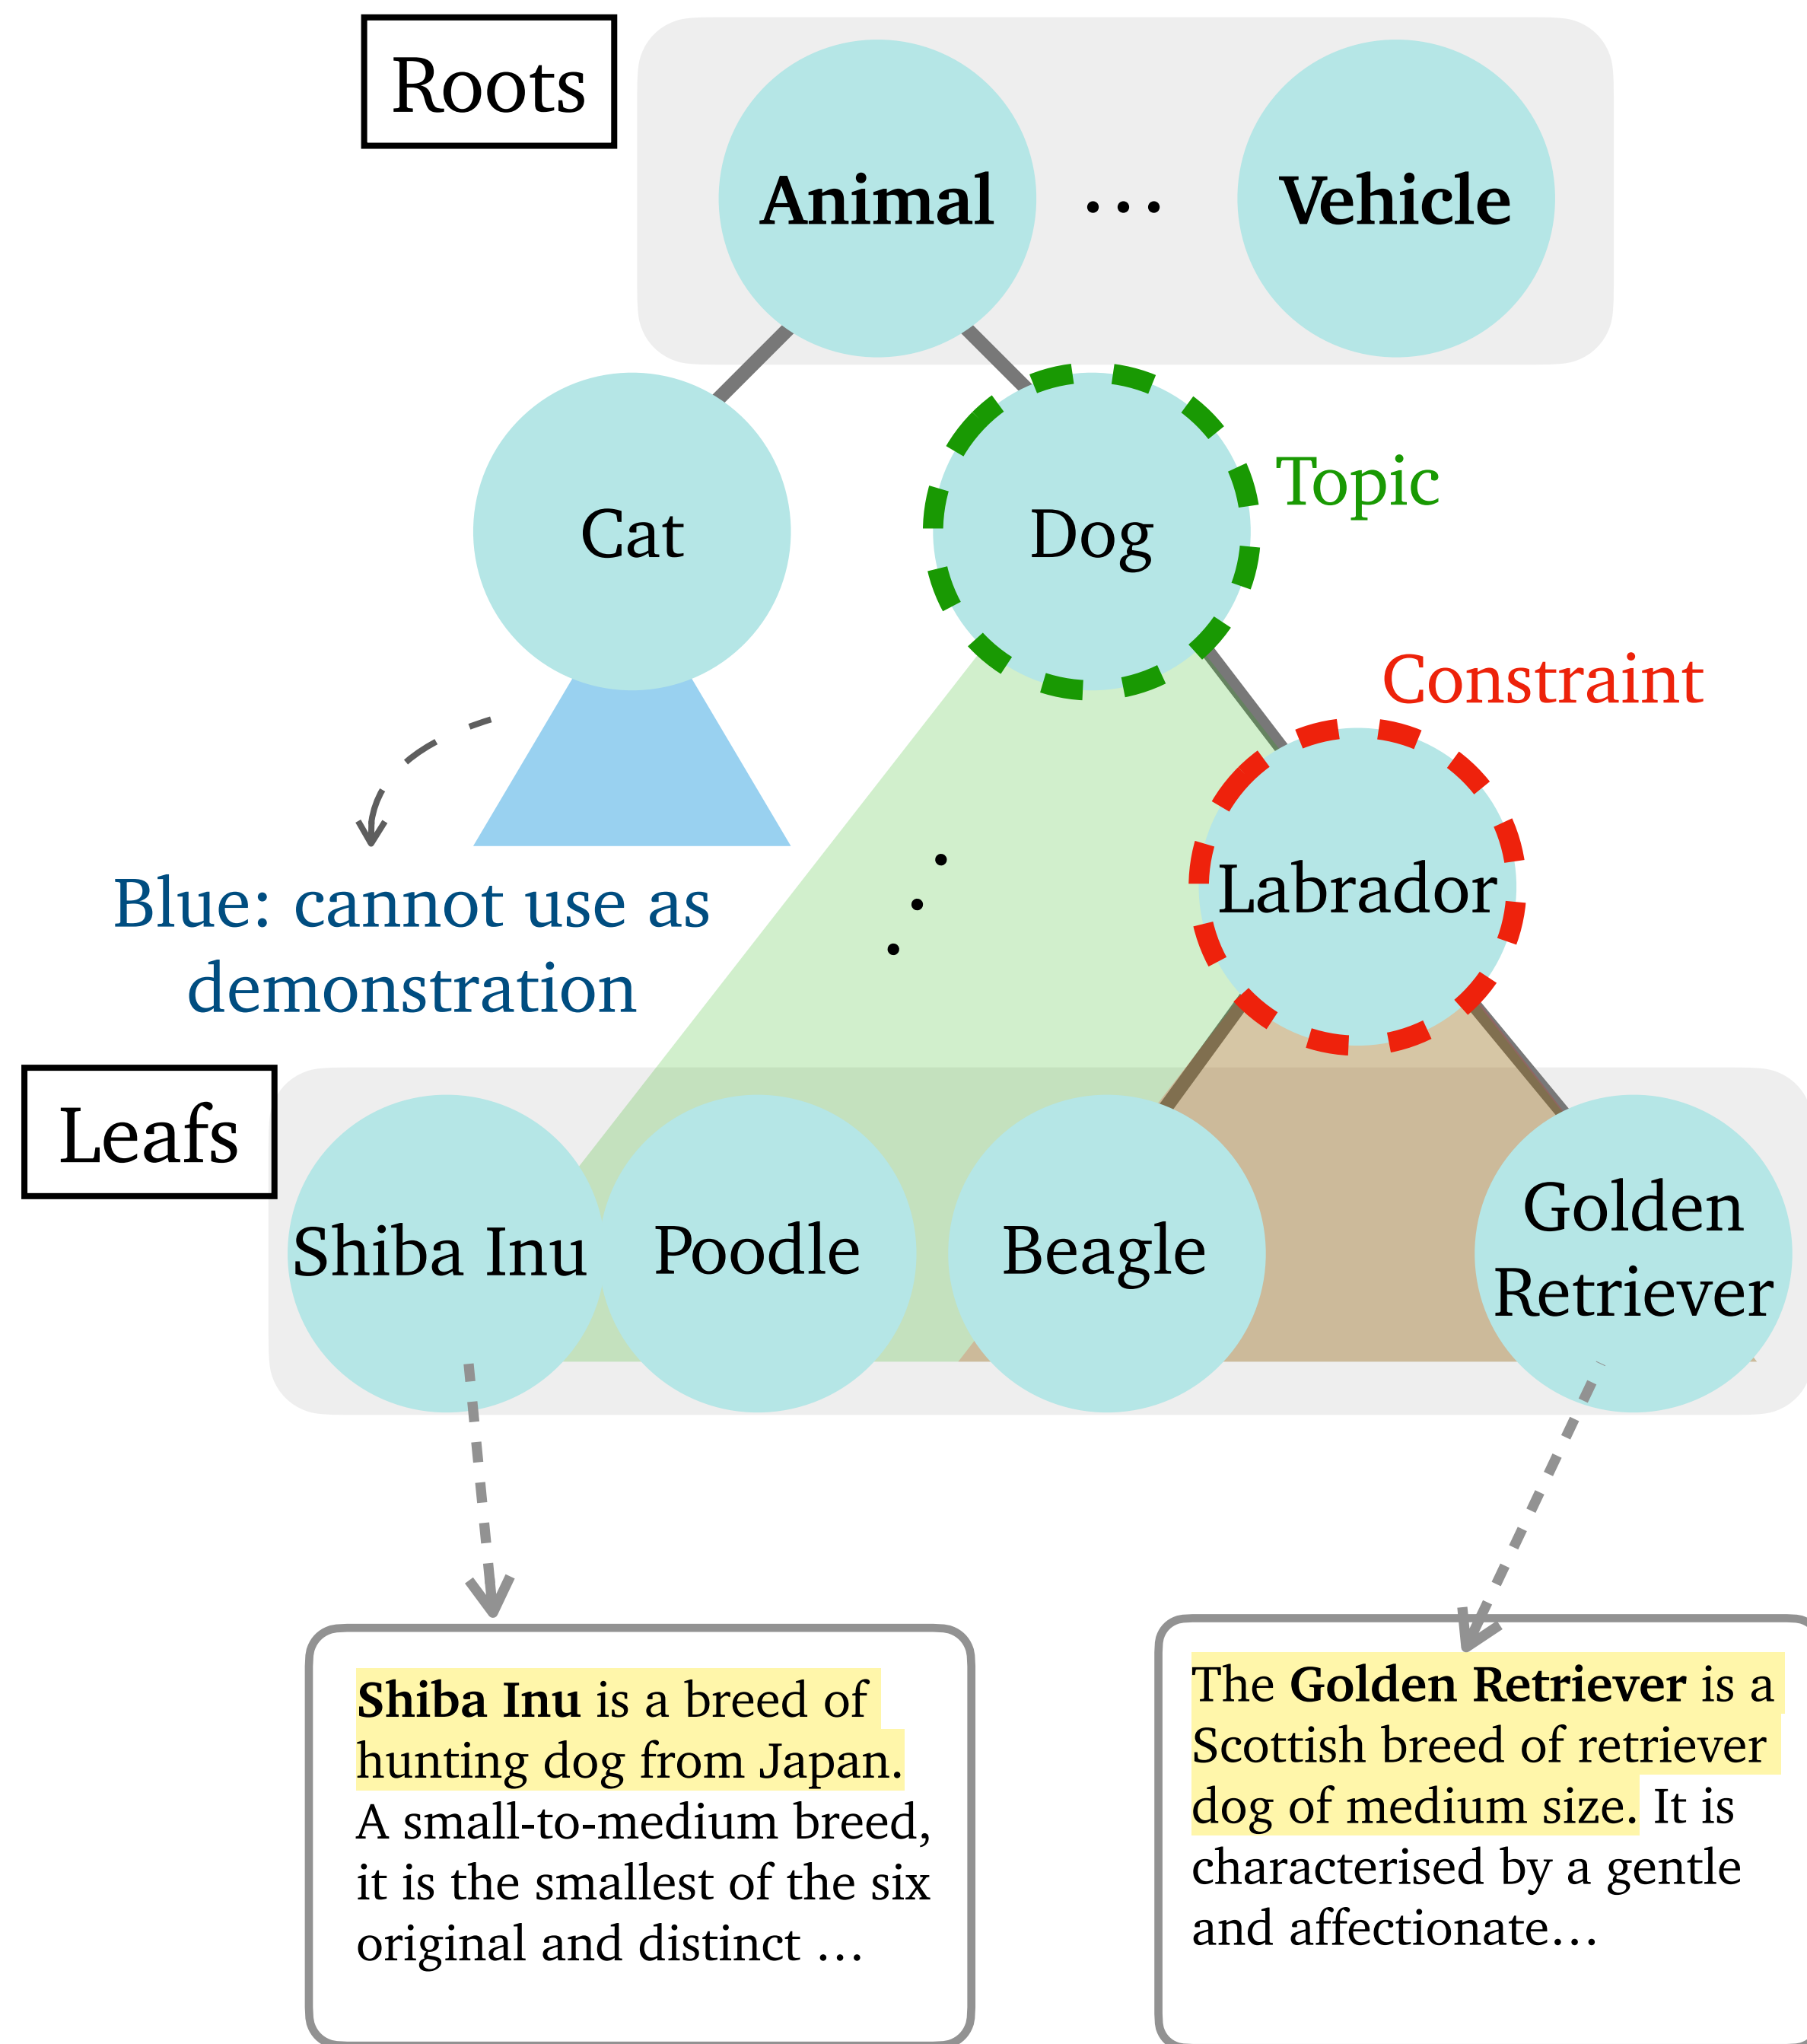 Roots
Animal
...
Vehicle
Cat
Dog
Topic
Constraint
Labrador
Blue: cannot use as
demonstration
Leafs
Shiba Inu
Poodle
Beagle
Golden
Retriever
Shiba Inu is a breed of
hunting dog from Japan.
A small-to-medium breed,
it is the smallest of the six
original and distinct ...
The Golden Retriever is a
Scottish breed of retriever
dog of medium size. It is
characterised by a gentle
and affectionate...